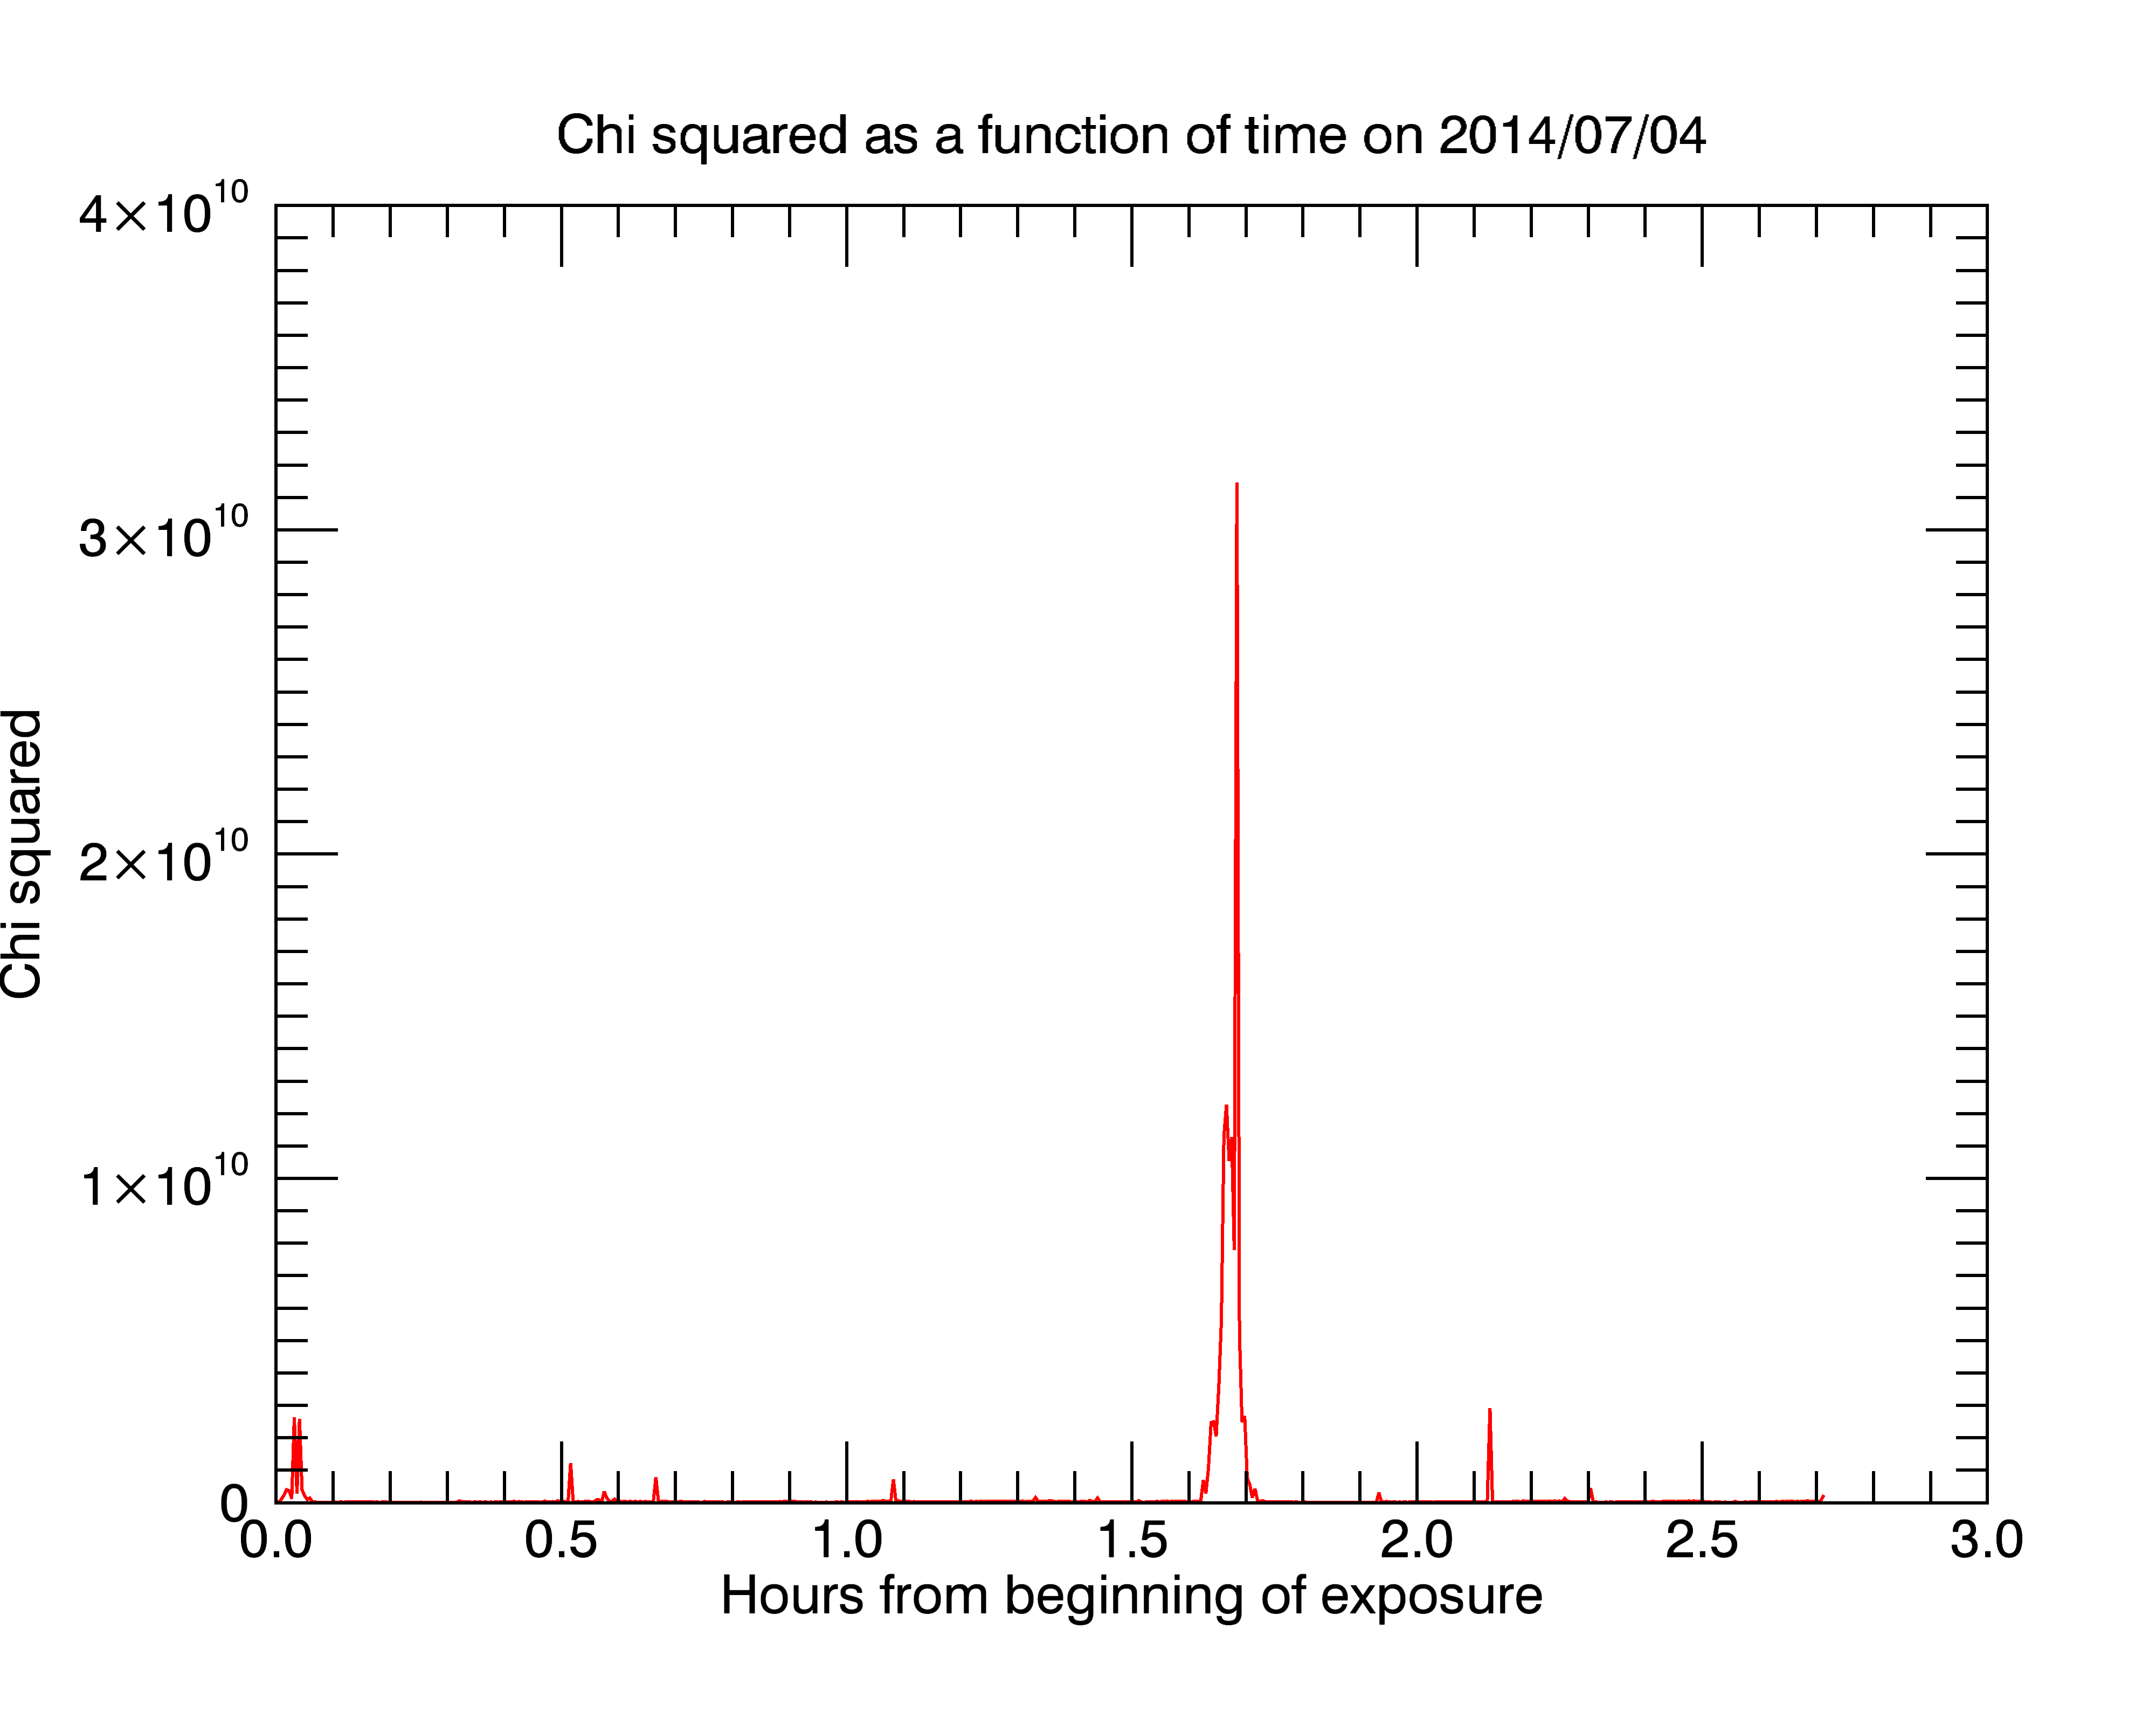 Chi squared as a function of time on 2014/07/04
4×10^10
3×10^10
2×10^10
1×10^10
0
Chi squared
0.0 0.5 1.0 1.5 2.0 2.5 3.0
Hours from beginning of exposure